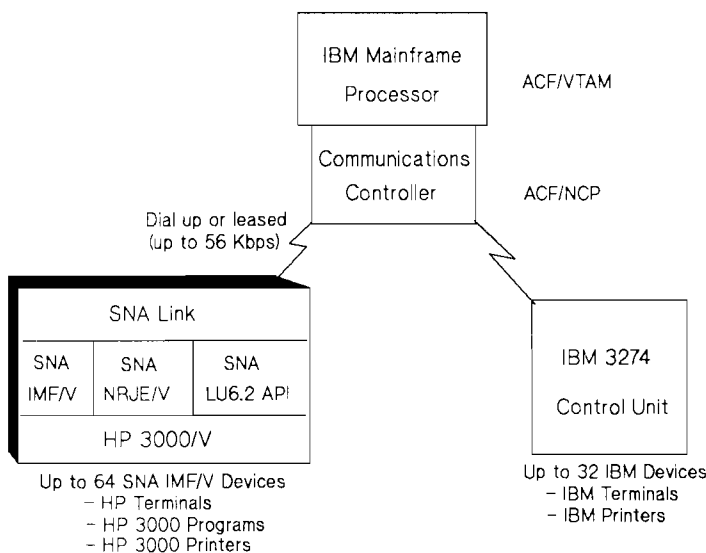 IBM Mainframe
Processor
ACF/VTAM
Communications
Controller
ACF/NCP
Dial up or leased
(up to 56 Kbps)
SNA Link
SNA
IMF/V
SNA
NRJE/V
SNA
LU6.2 API
HP 3000/V
Up to 64 SNA IMF/V Devices
- HP Terminals
- HP 3000 Programs
- HP 3000 Printers
IBM 3274
Control Unit
Up to 32 IBM Devices
- IBM Terminals
- IBM Printers